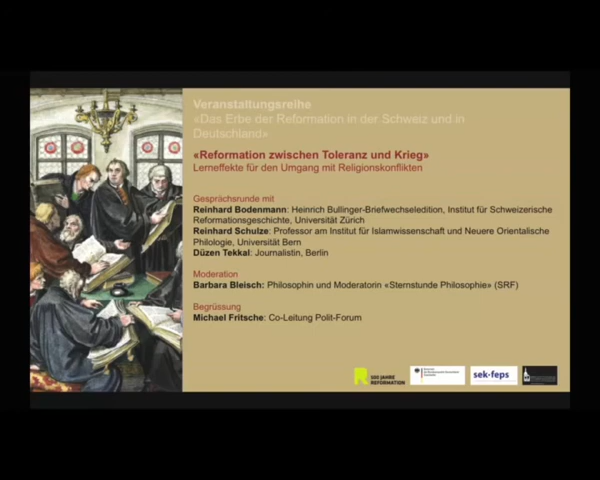 Veranstaltungsreihe
«Das Erbe der Reformation in der Schweiz und in
Deutschland»
«Reformation zwischen Toleranz und Krieg»
Lerneffekte für den Umgang mit Religionskonflikten
Gesprächsrunde mit
Reinhard Bodenmann: Heinrich Bullinger-Briefwechseledition, Institut für Schweizerische
Reformationsgeschichte, Universität Zürich
Reinhard Schulze: Professor am Institut für Islamwissenschaft und Neuere Orientalische
Philologie, Universität Bern
Düzen Tekkal: Journalistin, Berlin
Moderation
Barbara Bleisch: Philosophin und Moderatorin «Sternstunde Philosophie» (SRF)
Begrüssung
Michael Fritsche: Co-Leitung Polit-Forum
R 500 JAHRE
REFORMATION
sek·feps